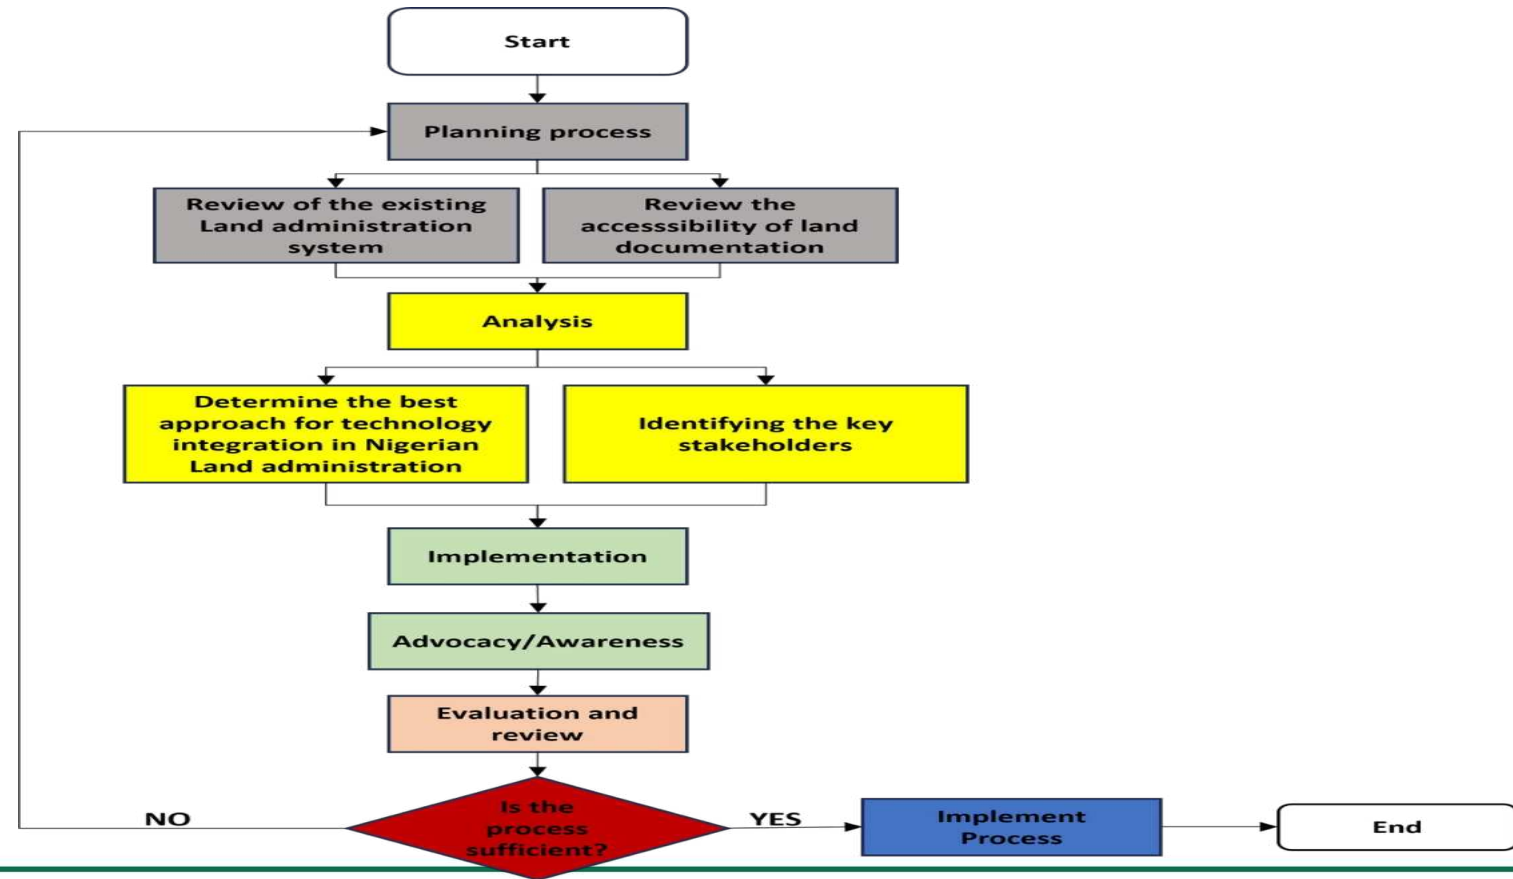 Start
Planning process
Review of the existing
Land administration
system
Review the
accesssibility of land
documentation
Analysis
Determine the best
approach for technology
integration in Nigerian
Land administration
Identifying the key
stakeholders
Implementation
Advocacy/Awareness
Evaluation and
review
Is the
process
sufficient?
NO
YES
Implement
Process
End